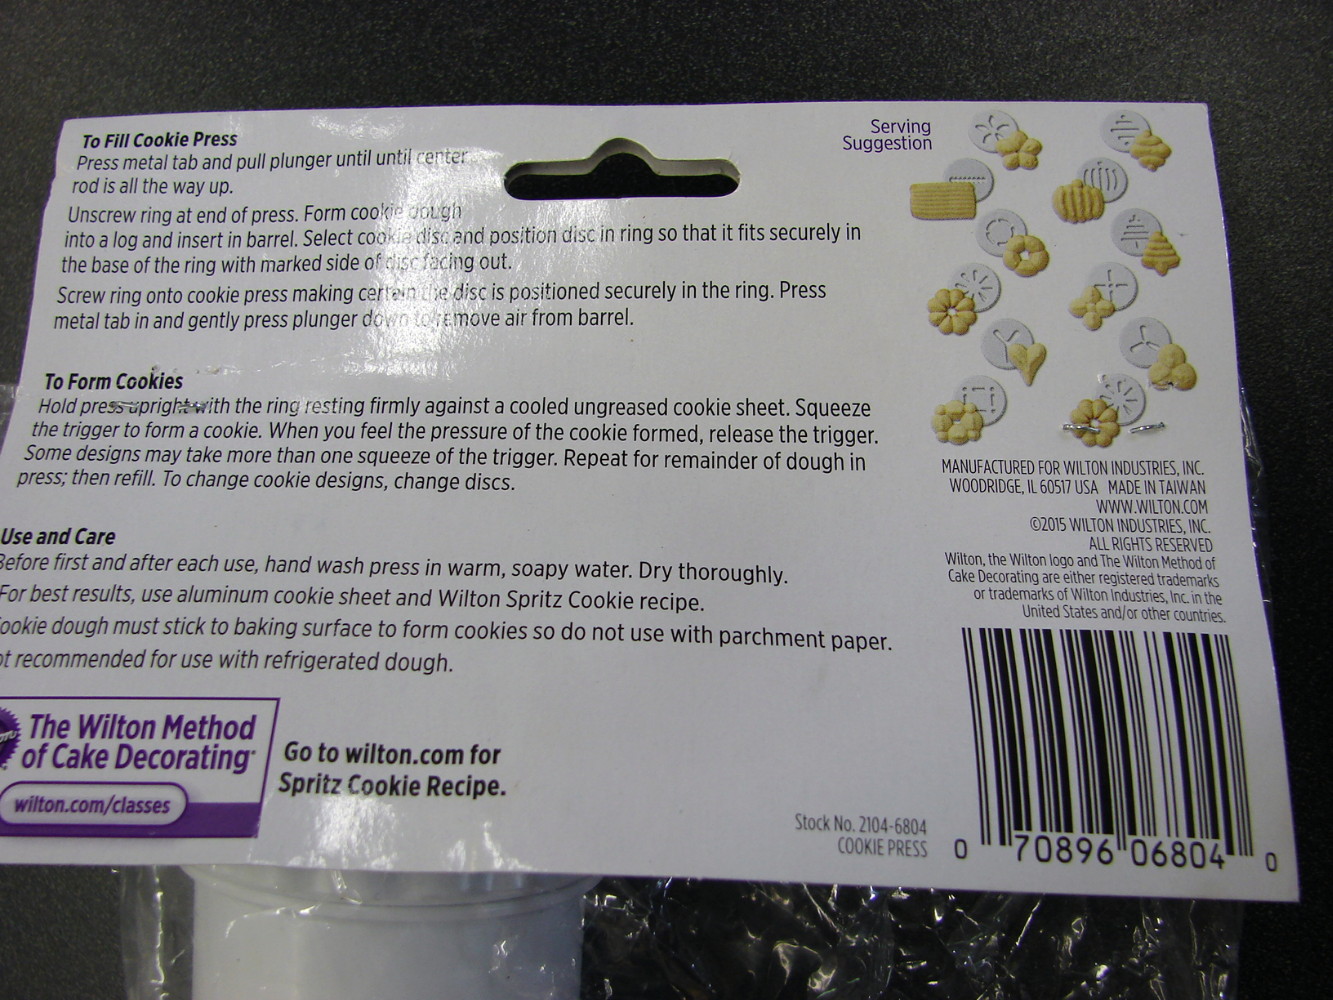 To Fill Cookie Press
Press metal tab and pull plunger until until center
rod is all the way up.
Unscrew ring at end of press. Form cookie dough
into a log and insert in barrel. Select cookie disc and position disc in ring so that it fits securely in
the base of the ring with marked side of disc facing out.
Screw ring onto cookie press making certain the disc is positioned securely in the ring. Press
metal tab in and gently press plunger down to remove air from barrel.
To Form Cookies
Hold press upright with the ring resting firmly against a cooled ungreased cookie sheet. Squeeze
the trigger to form a cookie. When you feel the pressure of the cookie formed, release the trigger.
Some designs may take more than one squeeze of the trigger. Repeat for remainder of dough in
press; then refill. To change cookie designs, change discs.
Use and Care
Before first and after each use, hand wash press in warm, soapy water. Dry thoroughly.
For best results, use aluminum cookie sheet and Wilton Spritz Cookie recipe.
ookie dough must stick to baking surface to form cookies so do not use with parchment paper.
ot recommended for use with refrigerated dough.
The Wilton Method
of Cake Decorating
wilton.com/classes
Go to wilton.com for
Spritz Cookie Recipe.
Serving
Suggestion
MANUFACTURED FOR WILTON INDUSTRIES, INC.
WOODRIDGE, IL 60517 USA MADE IN TAIWAN
WWW.WILTON.COM
©2015 WILTON INDUSTRIES, INC.
ALL RIGHTS RESERVED
Wilton, the Wilton logo and The Wilton Method of
Cake Decorating are either registered trademarks
or trademarks of Wilton Industries, Inc. in the
United States and/or other countries.
Stock No. 2104-6804
COOKIE PRESS
0 70896 06804 0